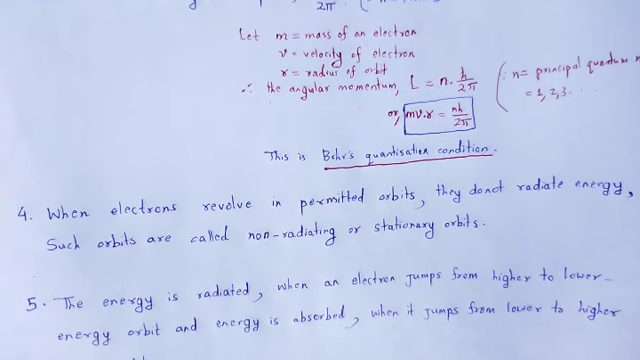 2π
Let m = mass of an electron
v = velocity of electron
r = radius of orbit
∴ the angular momentum, L = n. h/2π (∵ n = principal quantum
= 1, 2, 3...
or, mv.r = nh/2π
This is Bohr's quantisation condition.
4. When electrons revolve in permitted orbits, they donot radiate energy,
Such orbits are called non-radiating or stationary orbits.
5. The energy is radiated, when an electron jumps from higher to lower-
energy orbit and energy is absorbed, when it jumps from lower to higher